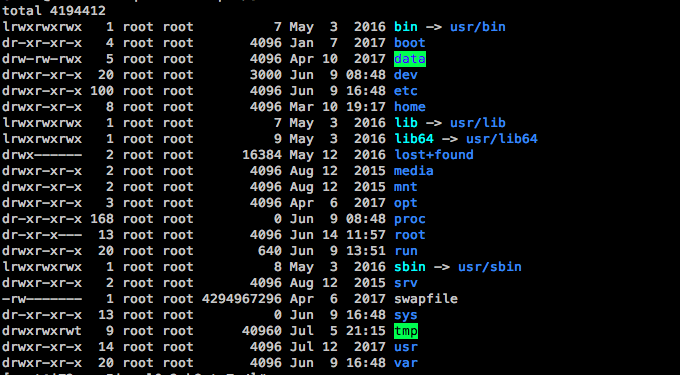 total 4194412
lrwxrwxrwx   1 root root          7 May  3  2016 bin -> usr/bin
dr-xr-xr-x   4 root root       4096 Jan  7  2017 boot
drw-rw-rwx   5 root root       4096 Apr 10  2017 data
drwxr-xr-x  20 root root       3000 Jun  9 08:48 dev
drwxr-xr-x 100 root root       4096 Jun  9 16:48 etc
drwxr-xr-x   8 root root       4096 Mar 10 19:17 home
lrwxrwxrwx   1 root root          7 May  3  2016 lib -> usr/lib
lrwxrwxrwx   1 root root          9 May  3  2016 lib64 -> usr/lib64
drwx------   2 root root      16384 May 12  2016 lost+found
drwxr-xr-x   2 root root       4096 Aug 12  2015 media
drwxr-xr-x   2 root root       4096 Aug 12  2015 mnt
drwxr-xr-x   3 root root       4096 Apr  6  2017 opt
dr-xr-xr-x 168 root root          0 Jun  9 08:48 proc
dr-xr-x---  13 root root       4096 Jun 14 11:57 root
drwxr-xr-x  20 root root        640 Jun  9 13:51 run
lrwxrwxrwx   1 root root          8 May  3  2016 sbin -> usr/sbin
drwxr-xr-x   2 root root       4096 Aug 12  2015 srv
-rw-------   1 root root 4294967296 Apr  6  2017 swapfile
dr-xr-xr-x  13 root root          0 Jun  9 16:48 sys
drwxrwxrwt   9 root root      40960 Jul  5 21:15 tmp
drwxr-xr-x  14 root root       4096 Jul 12  2017 usr
drwxr-xr-x  20 root root       4096 Jun  9 16:48 var